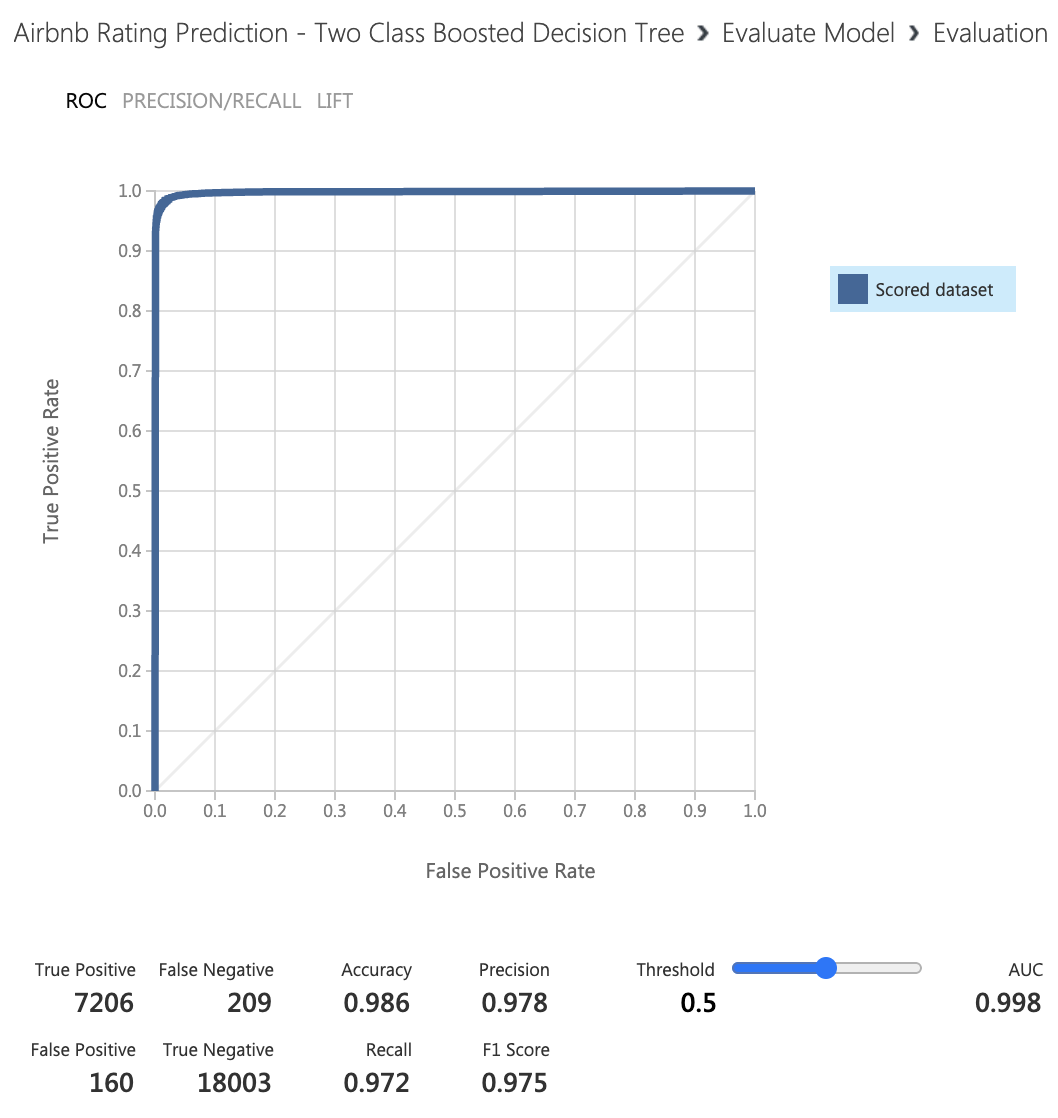 Airbnb Rating Prediction - Two Class Boosted Decision Tree ❯ Evaluate Model ❯ Evaluation
ROC PRECISION/RECALL LIFT
1.0
0.9
0.8
0.7
0.6
0.5
0.4
0.3
0.2
0.1
0.0
True Positive Rate
0.0 0.1 0.2 0.3 0.4 0.5 0.6 0.7 0.8 0.9 1.0
False Positive Rate
Scored dataset
True Positive False Negative Accuracy Precision Threshold AUC
7206 209 0.986 0.978 0.5 0.998
False Positive True Negative Recall F1 Score
160 18003 0.972 0.975